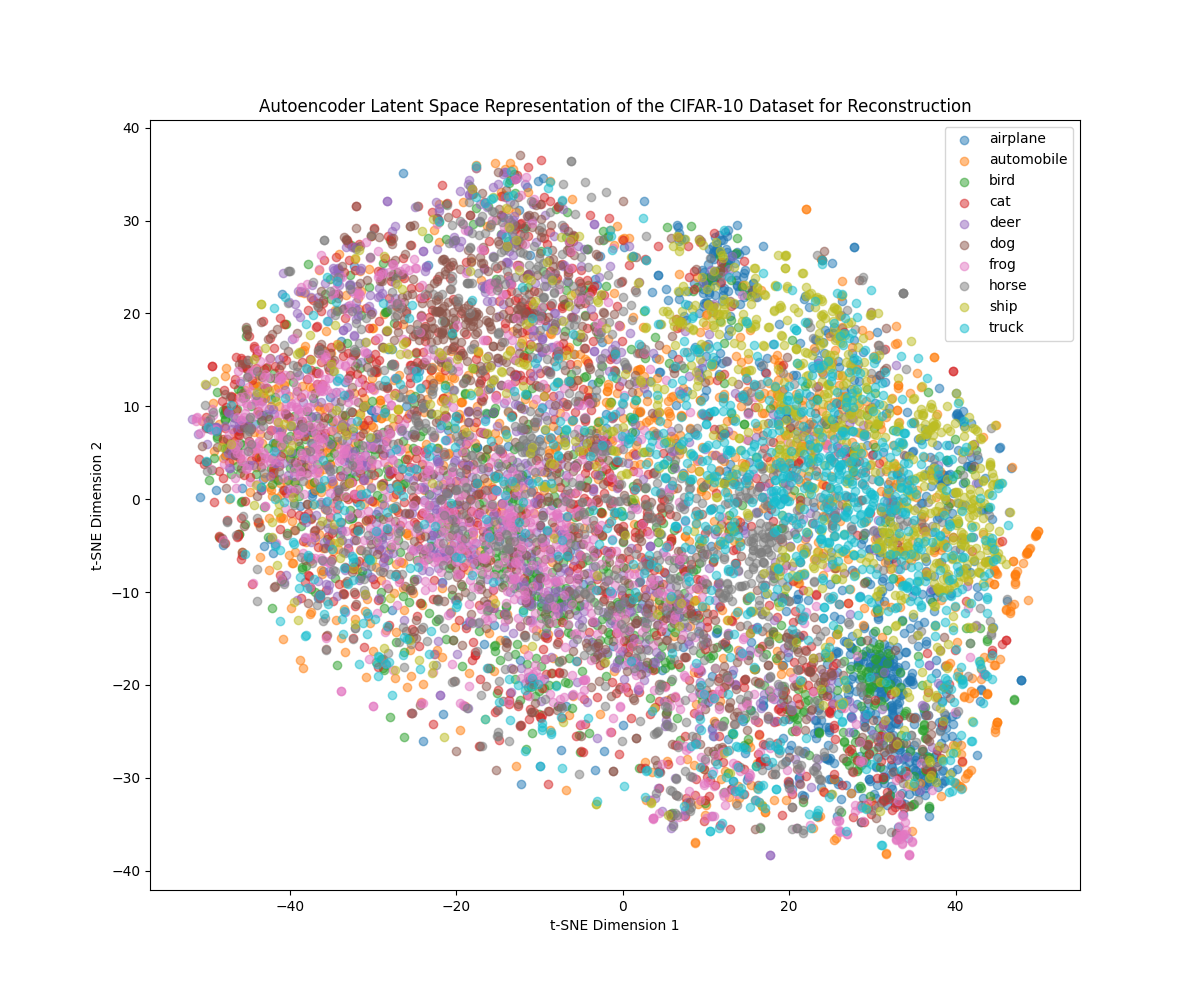 Autoencoder Latent Space Representation of the CIFAR-10 Dataset for Reconstruction
airplane
automobile
bird
cat
deer
dog
frog
horse
ship
truck
40
30
20
10
0
−10
−20
−30
−40
t-SNE Dimension 2
−40 −20 0 20 40
t-SNE Dimension 1